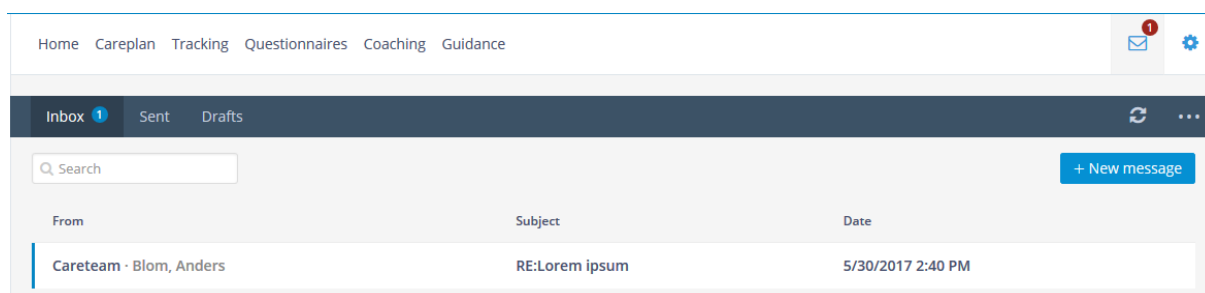 Home Careplan Tracking Questionnaires Coaching Guidance 1
Inbox 1 Sent Drafts
Search + New message
From Subject Date
Careteam · Blom, Anders RE:Lorem ipsum 5/30/2017 2:40 PM